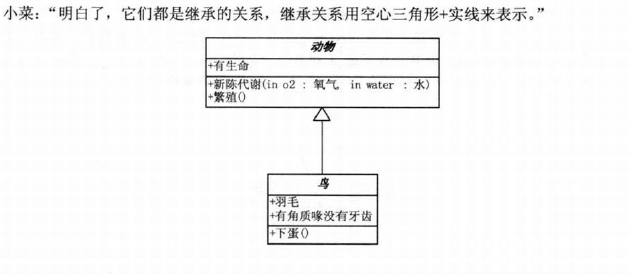 小菜：“明白了，它们都是继承的关系，继承关系用空心三角形+实线来表示。”
动物
+有生命
+新陈代谢(in o2 : 氧气, in water : 水)
+繁殖()
鸟
+羽毛
+有角质喙没有牙齿
+下蛋()